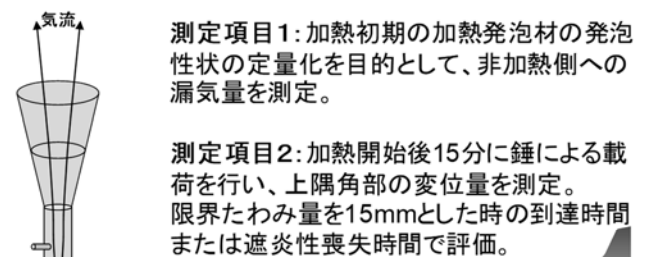 気流
測定項目1:加熱初期の加熱発泡材の発泡
性状の定量化を目的として、非加熱側への
漏気量を測定。
測定項目2:加熱開始後15分に錘による載
荷を行い、上隅角部の変位量を測定。
限界たわみ量を15mmとした時の到達時間
または遮炎性喪失時間で評価。